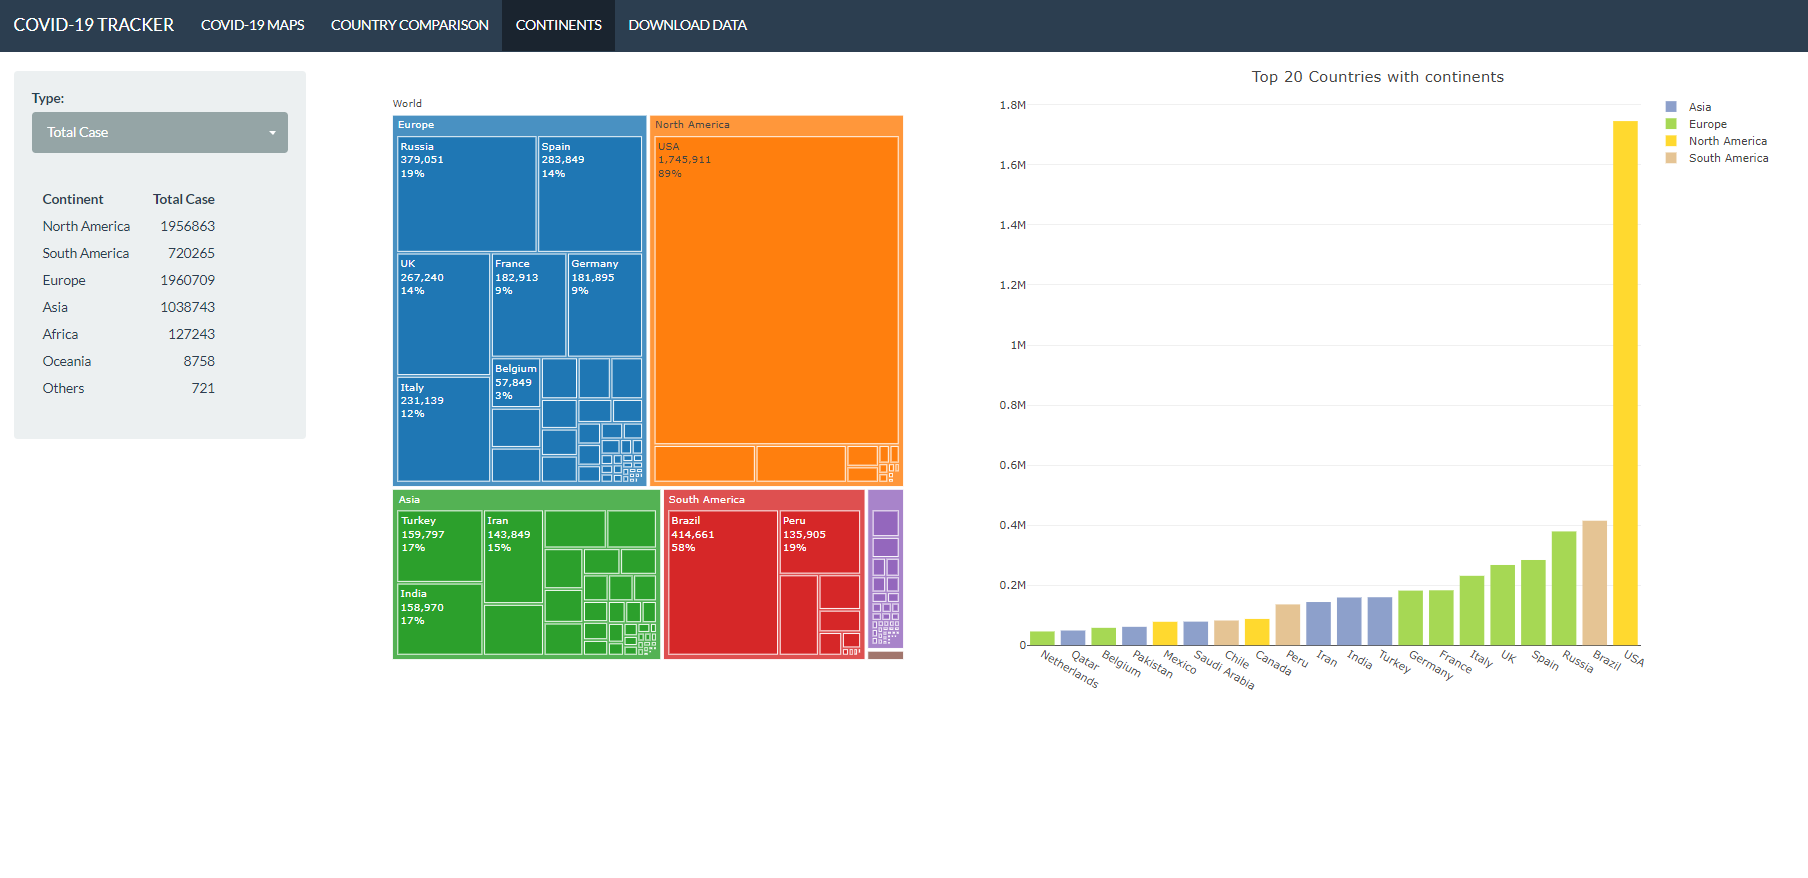 COVID-19 TRACKER COVID-19 MAPS COUNTRY COMPARISON CONTINENTS DOWNLOAD DATA
Type:
Total Case
Continent Total Case
North America 1956863
South America 720265
Europe 1960709
Asia 1038743
Africa 127243
Oceania 8758
Others 721
World
Europe
Russia
379,051
19%
Spain
283,849
14%
UK
267,240
14%
France
182,913
9%
Germany
181,895
9%
Italy
231,139
12%
Belgium
57,849
3%
North America
USA
1,745,911
89%
Asia
Turkey
159,797
17%
Iran
143,849
15%
India
158,970
17%
South America
Brazil
414,661
58%
Peru
135,905
19%
Top 20 Countries with continents
1.8M
1.6M
1.4M
1.2M
1M
0.8M
0.6M
0.4M
0.2M
0
Netherlands
Qatar
Belgium
Pakistan
Mexico
Saudi Arabia
Chile
Canada
Peru
Iran
India
Turkey
Germany
France
Italy
UK
Spain
Russia
Brazil
USA
Asia
Europe
North America
South America